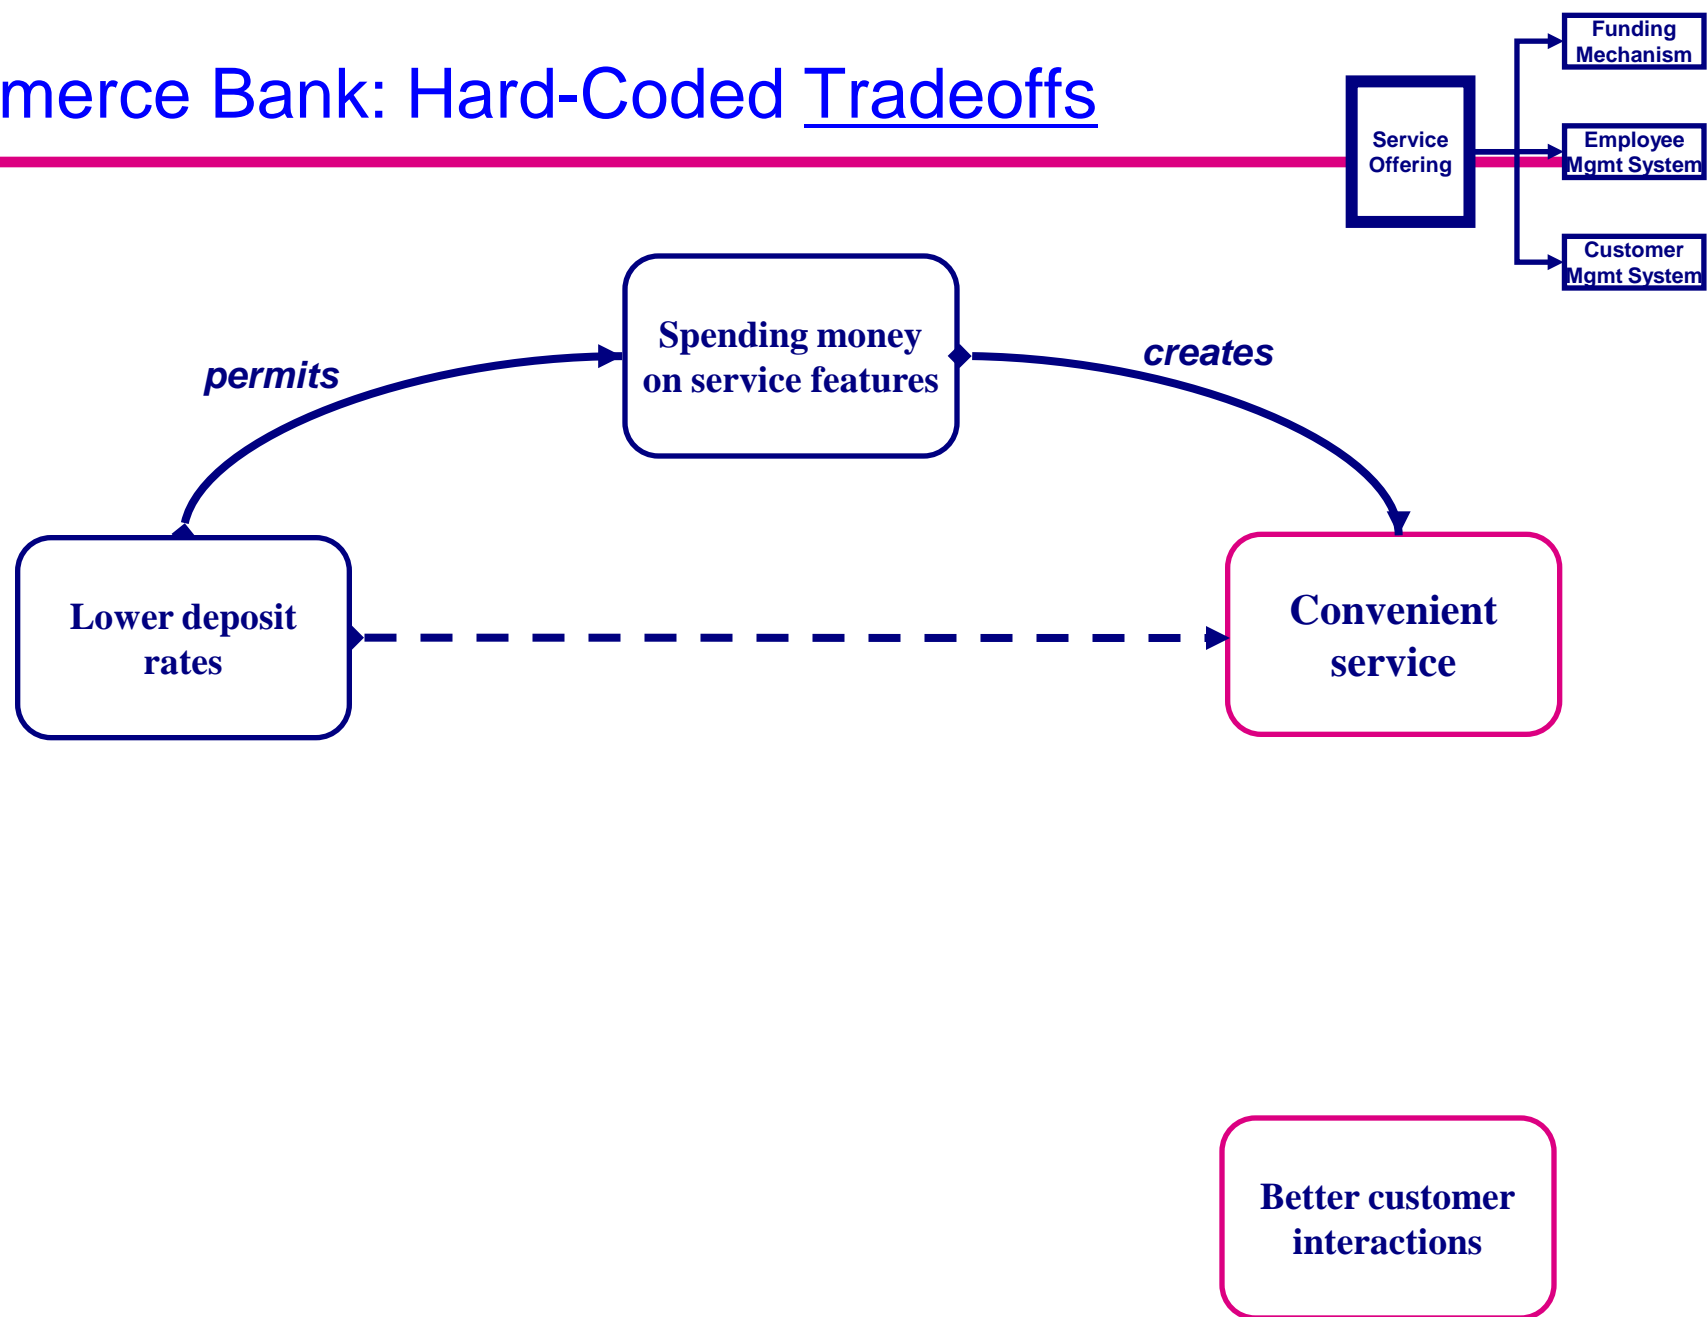 merce Bank: Hard-Coded Tradeoffs
Funding
Mechanism
Service
Offering
Employee
Mgmt System
Customer
Mgmt System
permits
Spending money
on service features
creates
Lower deposit
rates
Convenient
service
Better customer
interactions